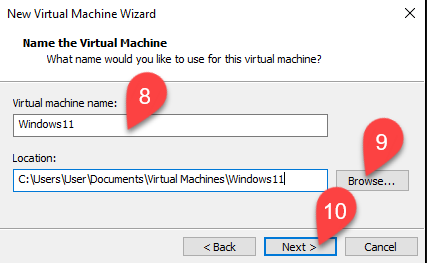 New Virtual Machine Wizard
Name the Virtual Machine
What name would you like to use for this virtual machine?
Virtual machine name:
8
Windows11
Location:
9
C:\Users\User\Documents\Virtual Machines\Windows11
Browse...
10
< Back
Next >
Cancel